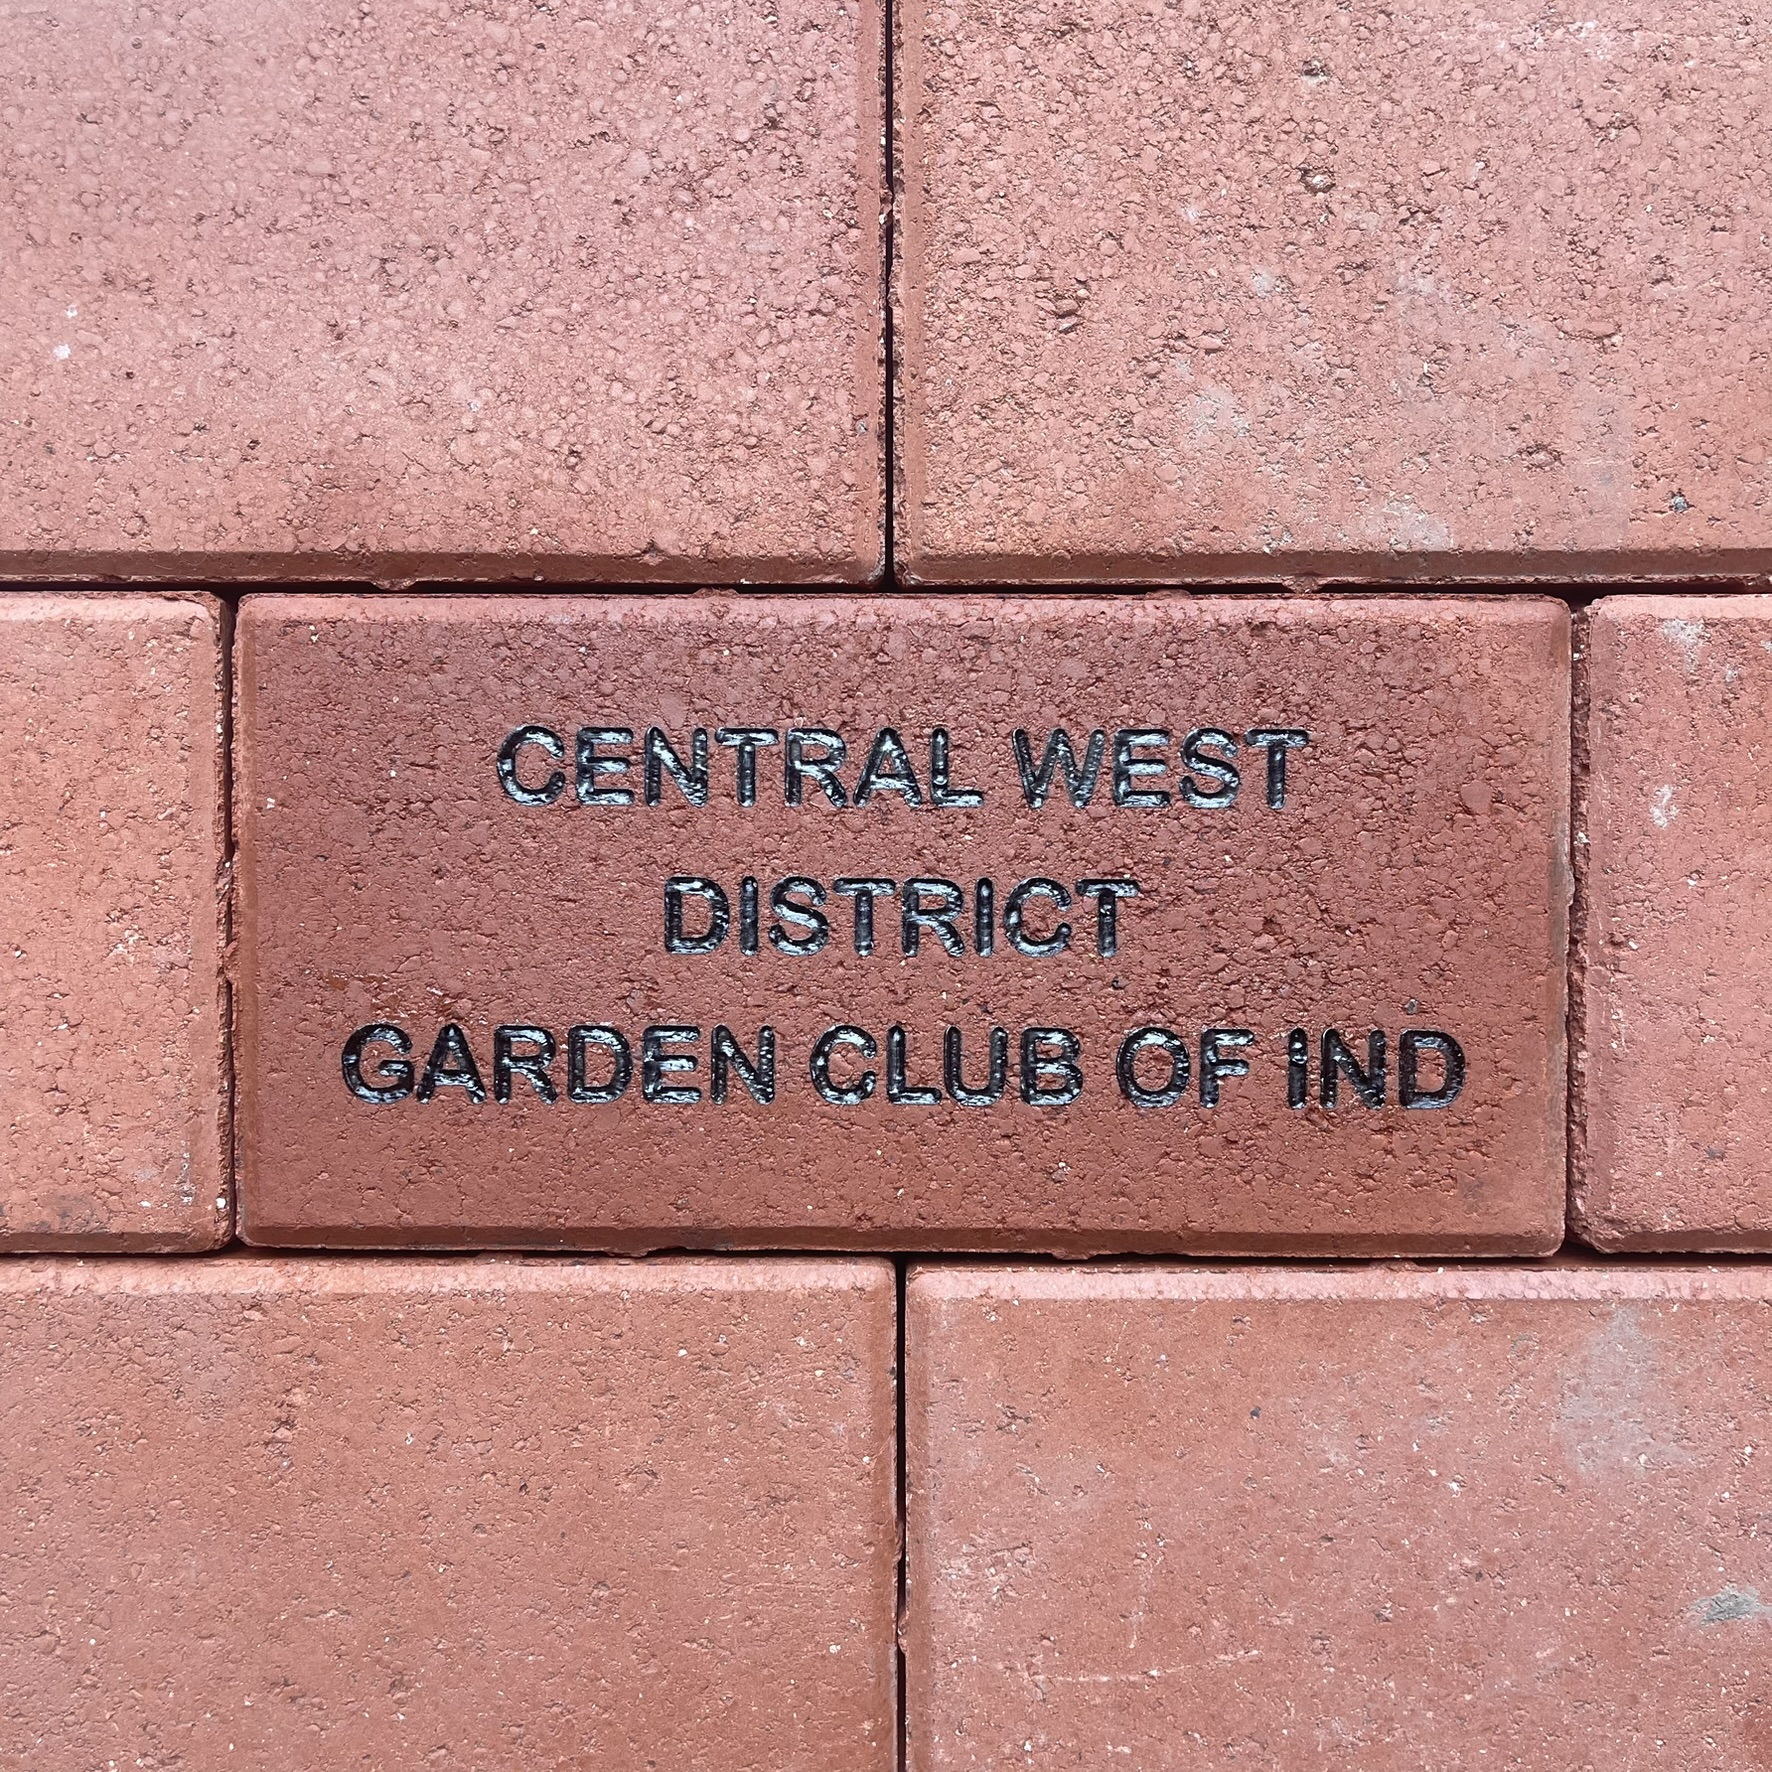 CENTRAL WEST
DISTRICT
GARDEN CLUB OF IND